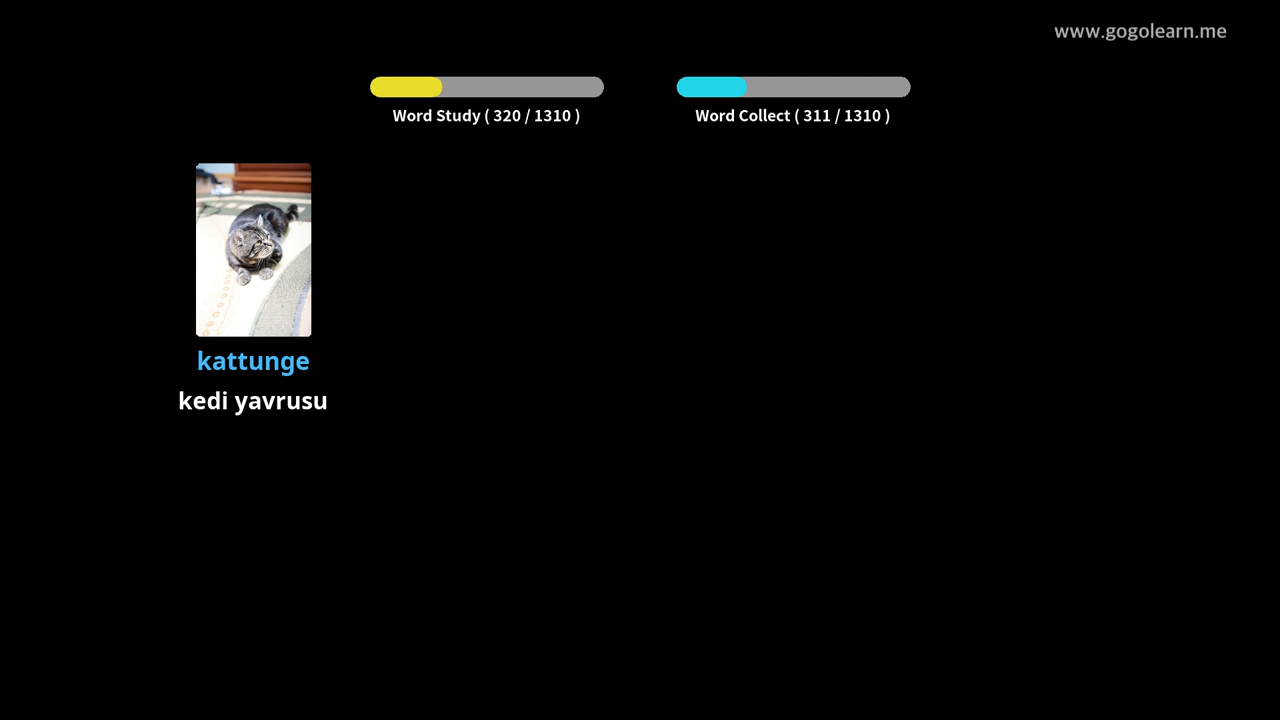 www.gogolearn.me
Word Study ( 320 / 1310 )
Word Collect ( 311 / 1310 )
kattunge
kedi yavrusu